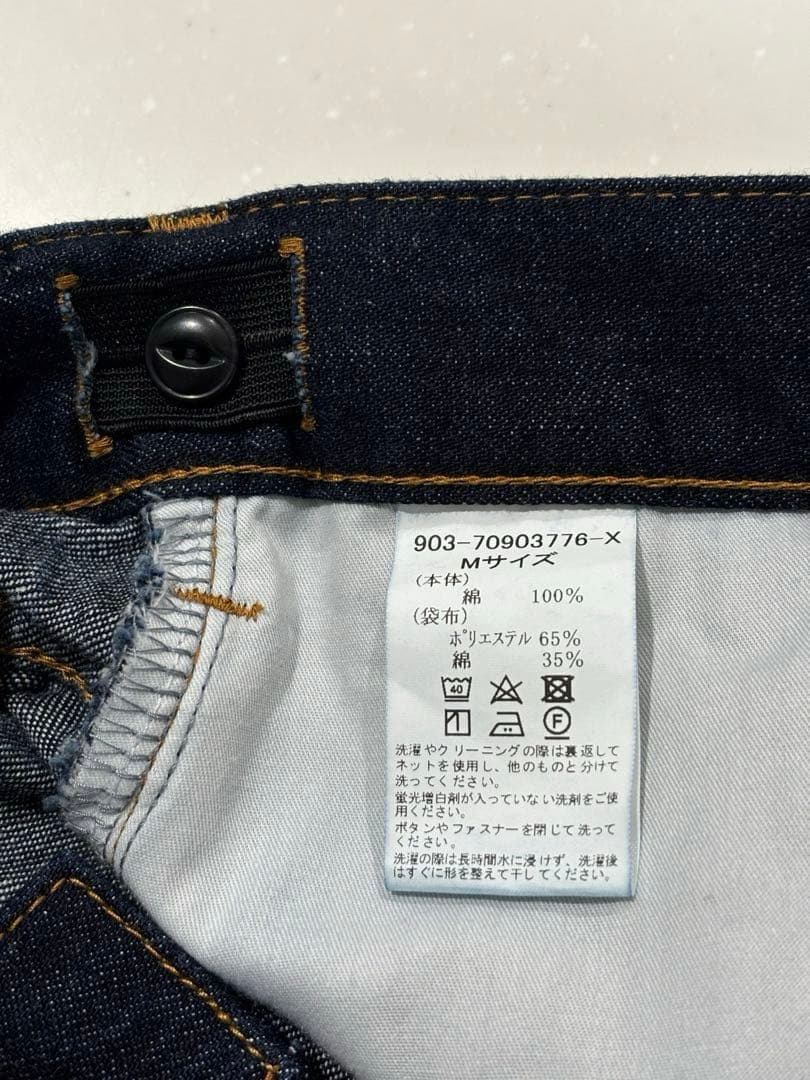 903-70903776-X
Mサイズ
(本体)
綿 100%
(袋布)
ポリエステル 65%
綿 35%
40
F
洗濯やクリーニングの際は裏返して
ネットを使用し、他のものと分けて
洗ってください。
蛍光増白剤が入っていない洗剤をご使
用ください。
ボタンやファスナーを閉じて洗って
ください。
洗濯の際は長時間水に浸けず、洗濯後
はすぐに形を整えて干してください。